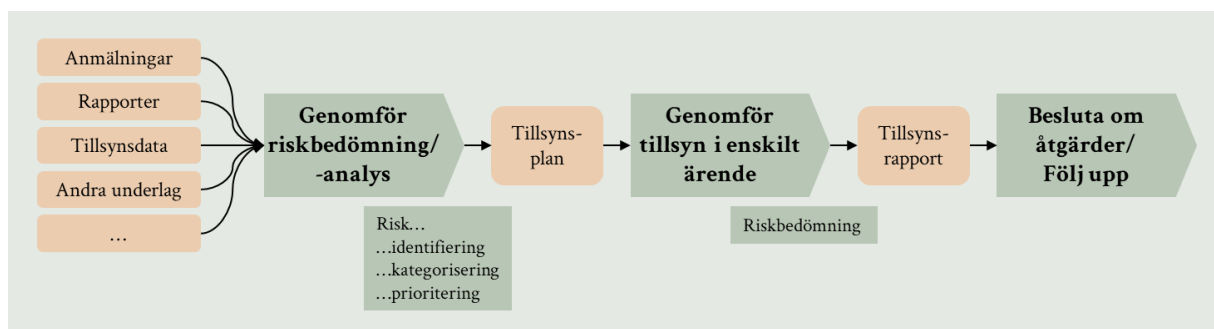 Anmälningar
Rapporter
Tillsynsdata
Andra underlag
…
Genomför
riskbedömning/
-analys
Risk…
…identifiering
…kategorisering
…prioritering
Tillsyns-
plan
Genomför
tillsyn i enskilt
ärende
Riskbedömning
Tillsyns-
rapport
Besluta om
åtgärder/
Följ upp